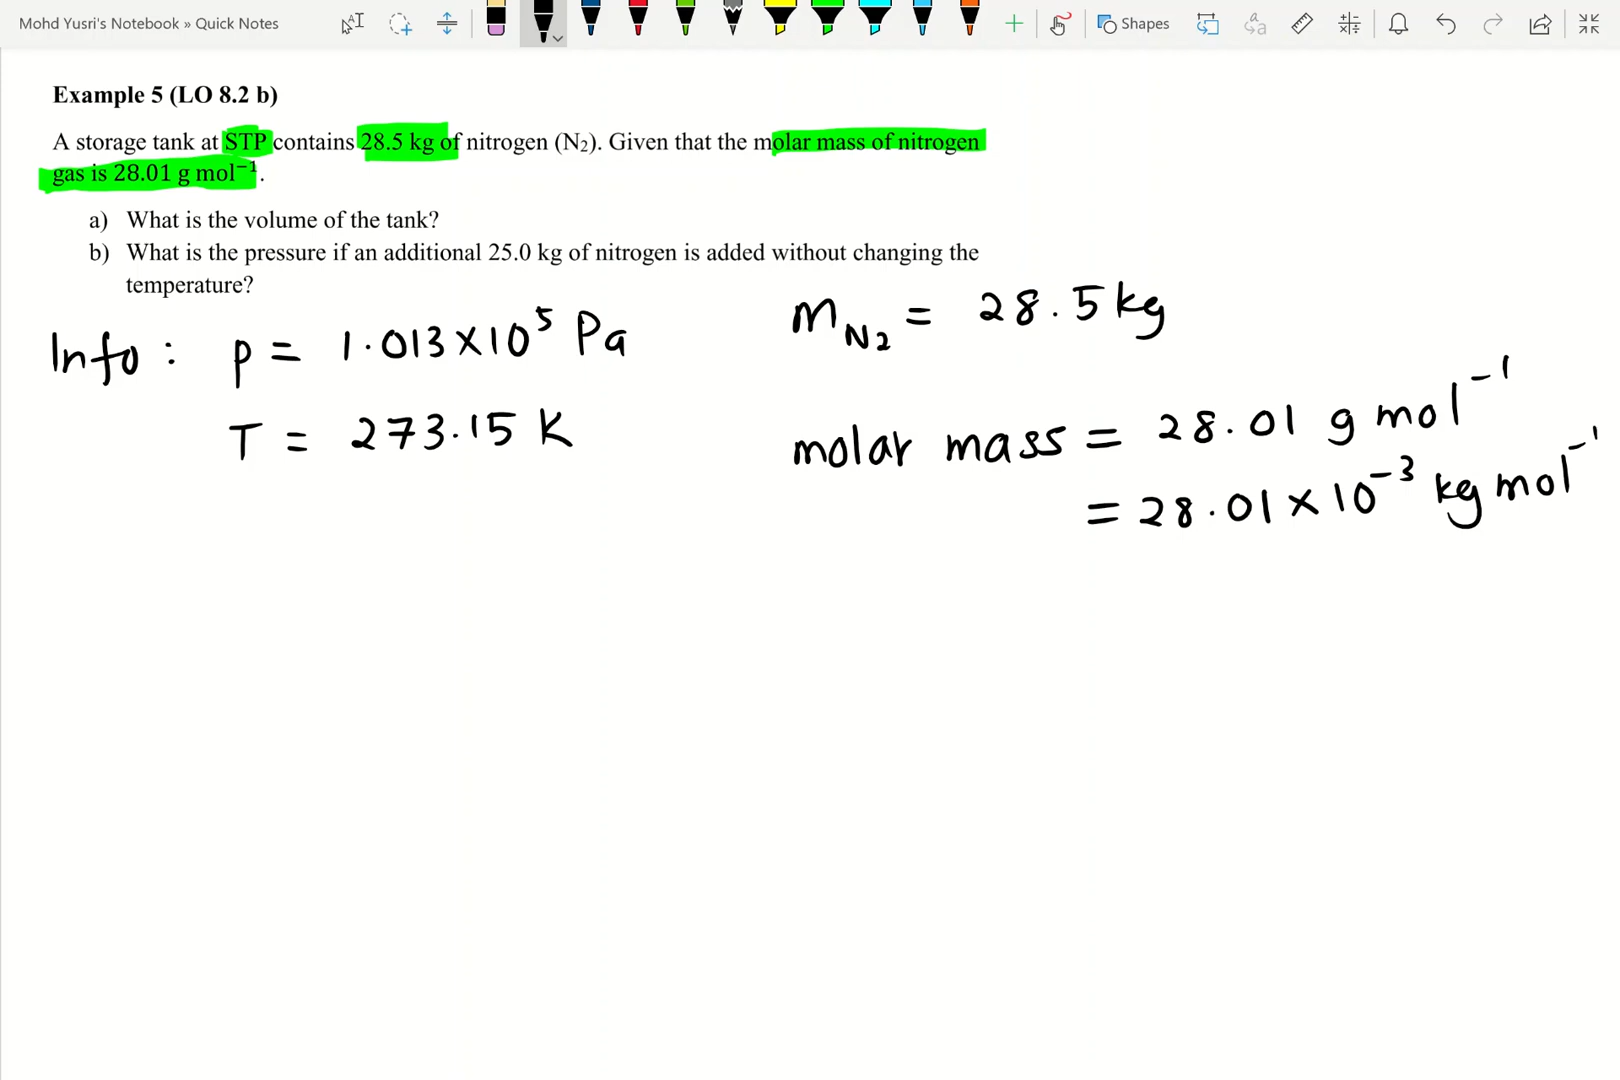 Mohd Yusri's Notebook » Quick Notes
Shapes
Example 5 (LO 8.2 b)
A storage tank at STP contains 28.5 kg of nitrogen (N₂). Given that the molar mass of nitrogen
gas is 28.01 g mol⁻¹.
a) What is the volume of the tank?
b) What is the pressure if an additional 25.0 kg of nitrogen is added without changing the
temperature?
Info : p = 1.013×10⁵ Pa
T = 273.15 K
m_N₂ = 28.5 kg
molar mass = 28.01 g mol⁻¹
= 28.01 × 10⁻³ kg mol⁻¹